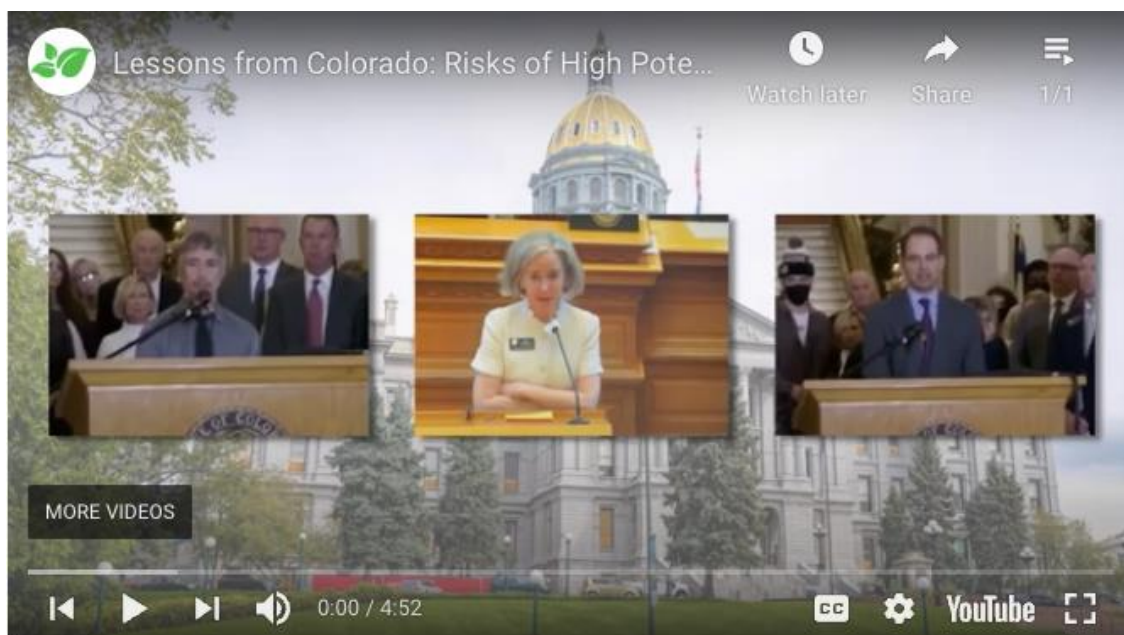 Lessons from Colorado: Risks of High Pote...
Watch later
Share
1/1
MORE VIDEOS
0:00 / 4:52
CC
YouTube